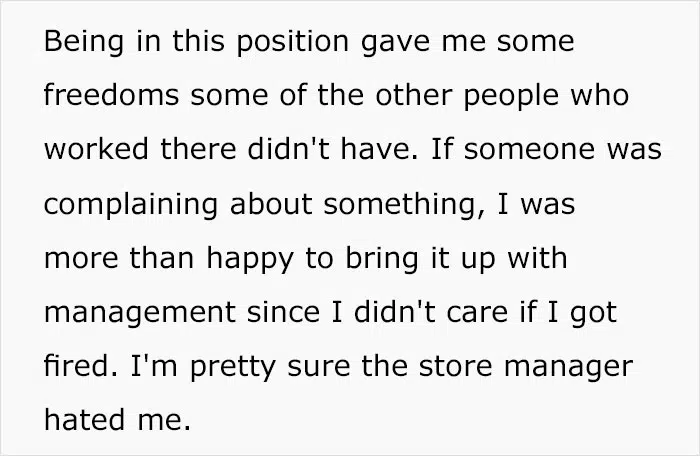 Being in this position gave me some
freedoms some of the other people who
worked there didn't have. If someone was
complaining about something, I was
more than happy to bring it up with
management since I didn't care if I got
fired. I'm pretty sure the store manager
hated me.